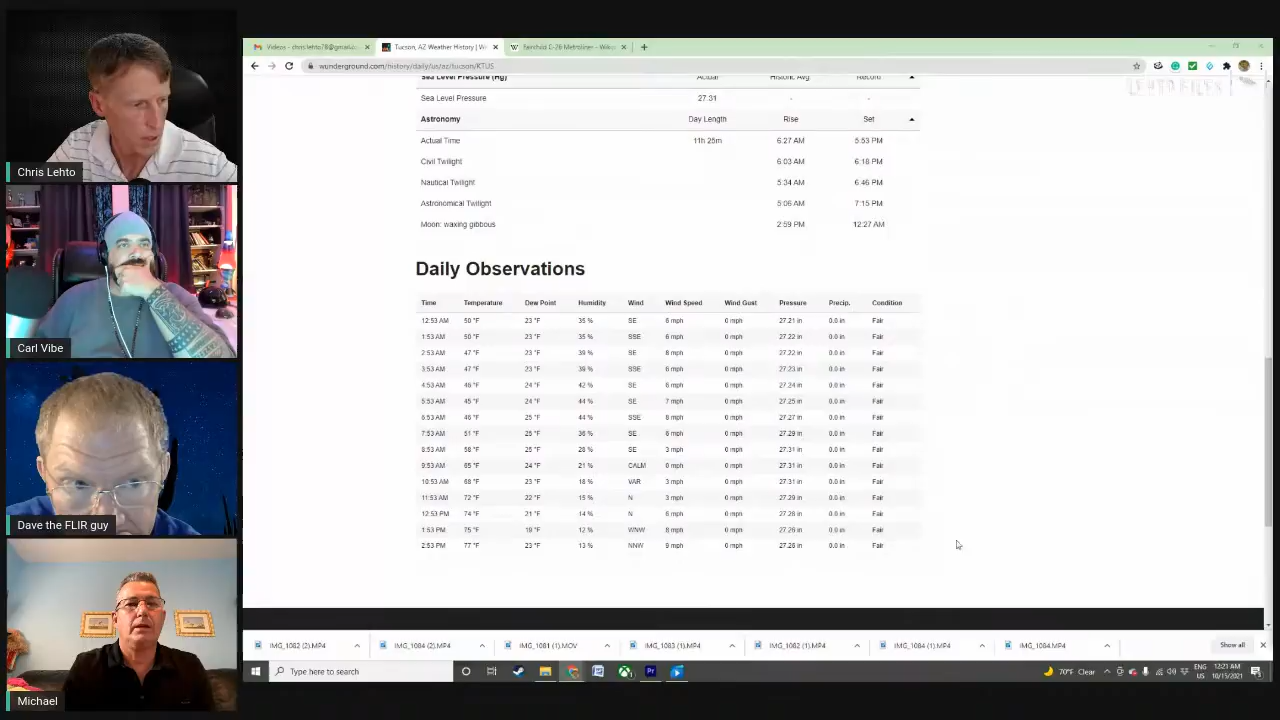 Videos - chris.lehto78@gmail.co
Tucson, AZ Weather History | W
Fairchild C-26 Metroliner - Wiki
wunderground.com/history/daily/us/az/tucson/KTUS
Sea Level Pressure (Hg) Actual Historic Avg. Record
LEHTO FILES
Sea Level Pressure 27.31 - -
Astronomy Day Length Rise Set
Actual Time 11h 25m 6:27 AM 5:53 PM
Civil Twilight 6:03 AM 6:18 PM
Nautical Twilight 5:34 AM 6:46 PM
Astronomical Twilight 5:06 AM 7:15 PM
Moon: waxing gibbous 2:59 PM 12:27 AM
Daily Observations
Time Temperature Dew Point Humidity Wind Wind Speed Wind Gust Pressure Precip. Condition
12:53 AM 50 °F 23 °F 35 % SE 6 mph 0 mph 27.21 in 0.0 in Fair
1:53 AM 50 °F 23 °F 35 % SSE 6 mph 0 mph 27.22 in 0.0 in Fair
2:53 AM 47 °F 23 °F 39 % SE 8 mph 0 mph 27.22 in 0.0 in Fair
3:53 AM 47 °F 23 °F 39 % SSE 6 mph 0 mph 27.23 in 0.0 in Fair
4:53 AM 46 °F 24 °F 42 % SE 6 mph 0 mph 27.24 in 0.0 in Fair
5:53 AM 45 °F 24 °F 44 % SE 7 mph 0 mph 27.25 in 0.0 in Fair
6:53 AM 46 °F 25 °F 44 % SSE 8 mph 0 mph 27.27 in 0.0 in Fair
7:53 AM 51 °F 25 °F 36 % SE 6 mph 0 mph 27.29 in 0.0 in Fair
8:53 AM 58 °F 25 °F 28 % SE 3 mph 0 mph 27.31 in 0.0 in Fair
9:53 AM 65 °F 24 °F 21 % CALM 0 mph 0 mph 27.31 in 0.0 in Fair
10:53 AM 68 °F 23 °F 18 % VAR 3 mph 0 mph 27.31 in 0.0 in Fair
11:53 AM 72 °F 22 °F 15 % N 3 mph 0 mph 27.29 in 0.0 in Fair
12:53 PM 74 °F 21 °F 14 % N 6 mph 0 mph 27.28 in 0.0 in Fair
1:53 PM 75 °F 19 °F 12 % WNW 8 mph 0 mph 27.26 in 0.0 in Fair
2:53 PM 77 °F 23 °F 13 % NNW 9 mph 0 mph 27.25 in 0.0 in Fair
IMG_1082 (2).MP4
IMG_1084 (2).MP4
IMG_1081 (1).MOV
IMG_1083 (1).MP4
IMG_1082 (1).MP4
IMG_1084 (1).MP4
IMG_1084.MP4
Show all
Type here to search
70°F Clear
ENG
US
12:21 AM
10/15/2021
Chris Lehto
Carl Vibe
Dave the FLIR guy
Michael